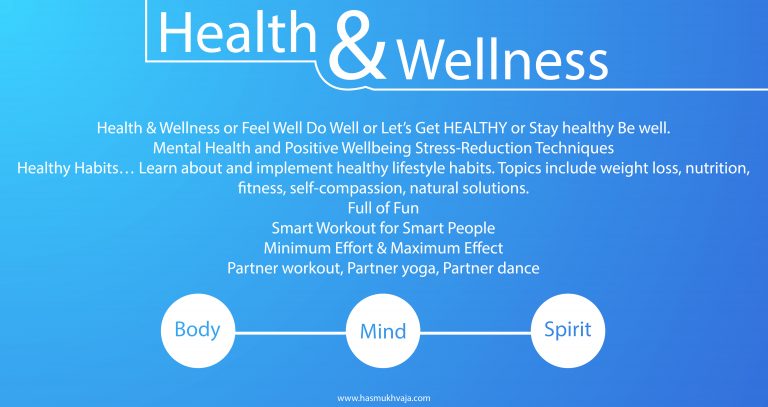 Health & Wellness
Health & Wellness or Feel Well Do Well or Let’s Get HEALTHY or Stay healthy Be well.
Mental Health and Positive Wellbeing Stress-Reduction Techniques
Healthy Habits… Learn about and implement healthy lifestyle habits. Topics include weight loss, nutrition,
fitness, self-compassion, natural solutions.
Full of Fun
Smart Workout for Smart People
Minimum Effort & Maximum Effect
Partner workout, Partner yoga, Partner dance
Body Mind Spirit
www.hasmukhvaja.com